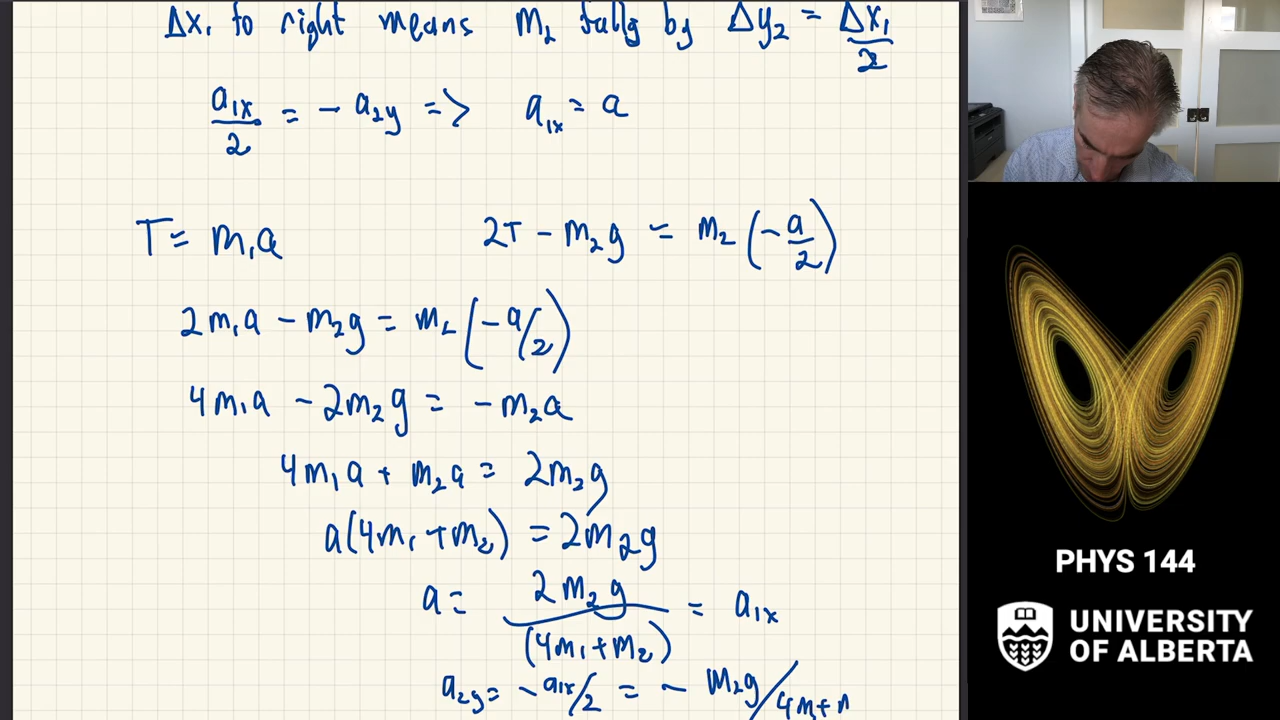 Δx₁ to right means m₂ falls by Δy₂ = Δx₁/2
a₁ₓ/2 = - a₂y => a₁ₓ = a
T = m₁a 2T - m₂g = m₂(-a/2)
2m₁a - m₂g = m₂(-a/2)
4m₁a - 2m₂g = - m₂a
4m₁a + m₂a = 2m₂g
a(4m₁+m₂) = 2m₂g
a = 2m₂g/(4m₁+m₂) = a₁ₓ
a₂y = -a₁ₓ/2 = - m₂g/4m+m
PHYS 144
UNIVERSITY
OF ALBERTA